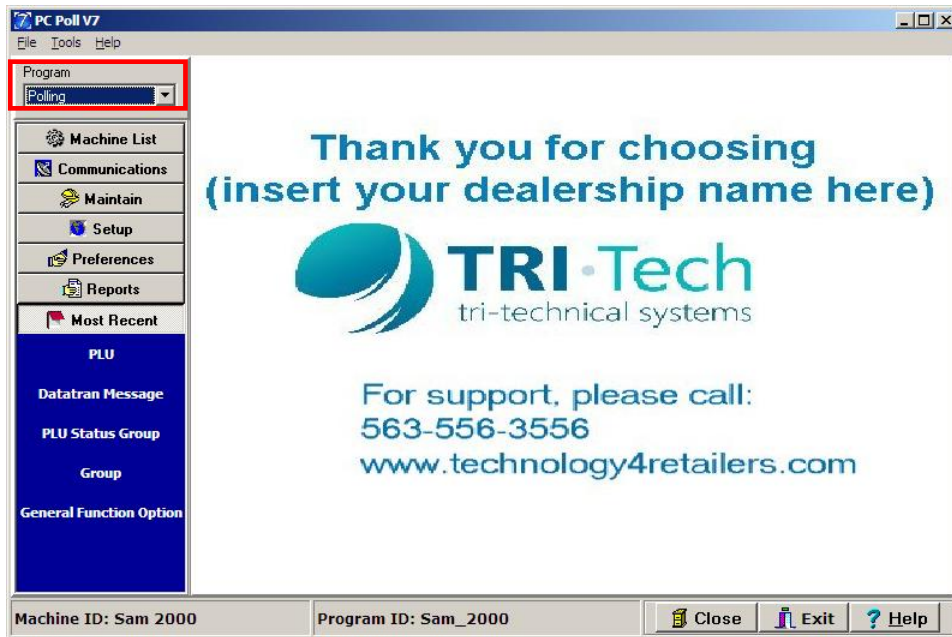 PC Poll V7
File Tools Help
Program
Polling
Machine List
Communications
Maintain
Setup
Preferences
Reports
Most Recent
PLU
Datatran Message
PLU Status Group
Group
General Function Option
Thank you for choosing
(insert your dealership name here)
TRI·Tech
tri-technical systems
For support, please call:
563-556-3556
www.technology4retailers.com
Machine ID: Sam 2000 Program ID: Sam_2000 Close Exit ? Help